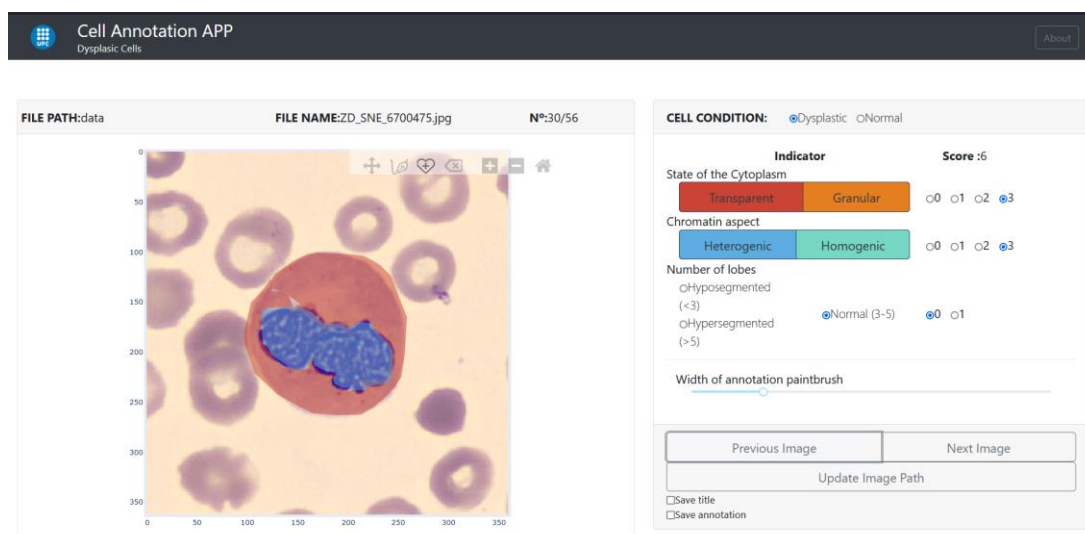 UPC
Cell Annotation APP
Dysplasic Cells
About
FILE PATH:data FILE NAME:ZD_SNE_6700475.jpg Nº:30/56
CELL CONDITION: Dysplastic Normal
Indicator Score :6
State of the Cytoplasm
Transparent Granular 0 1 2 3
Chromatin aspect
Heterogenic Homogenic 0 1 2 3
Number of lobes
Hyposegmented
(<3)
Normal (3-5) 0 1
Hypersegmented
(>5)
Width of annotation paintbrush
Previous Image Next Image
Update Image Path
Save title
Save annotation
0
50
100
150
200
250
300
350
0 50 100 150 200 250 300 350